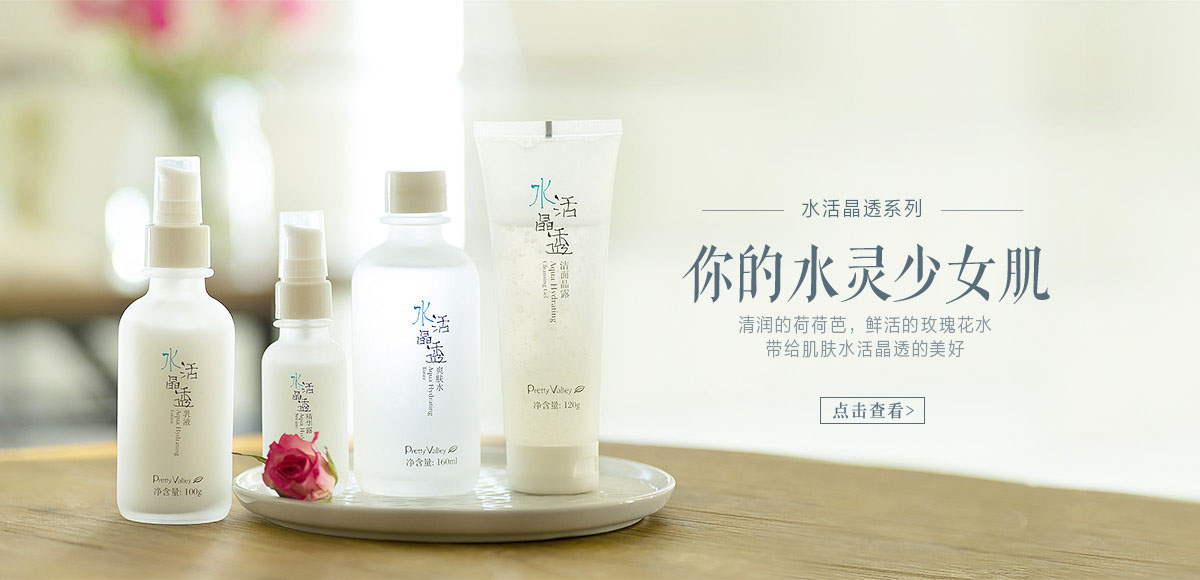 水活晶透系列
你的水灵少女肌
清润的荷荷芭，鲜活的玫瑰花水
带给肌肤水活晶透的美好
点击查看>
水活晶透
乳液
Aqua Hydrating
Lotion
Pretty Valley
净含量: 100g
水活晶透
精华露
Aqua Hydrating
水活晶透
爽肤水
Aqua Hydrating
Toner
Pretty Valley
净含量: 160ml
水活晶透
洁面晶露
Aqua Hydrating
Cleansing Gel
Pretty Valley
净含量: 120g